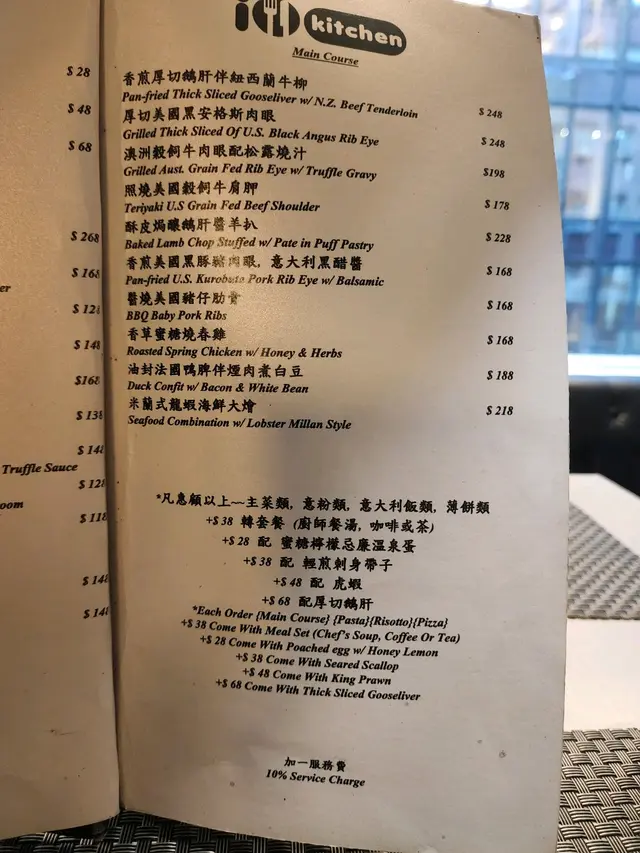 $ 28
$ 48
$ 68
$ 268
$ 168
er
$ 128
$ 148
$168
$ 138
$ 148
Truffle Sauce
$ 128
oom
$ 118
$ 148
$ 148
i kitchen
Main Course
香煎厚切鵝肝伴紐西蘭牛柳
Pan-fried Thick Sliced Gooseliver w/ N.Z. Beef Tenderloin $ 248
厚切美國黑安格斯肉眼
Grilled Thick Sliced Of U.S. Black Angus Rib Eye $ 248
澳洲穀飼牛肉眼配松露燒汁
Grilled Aust. Grain Fed Rib Eye w/ Truffle Gravy $198
照燒美國穀飼牛肩胛
Teriyaki U.S Grain Fed Beef Shoulder $ 178
酥皮焗釀鵝肝醬羊扒
Baked Lamb Chop Stuffed w/ Pate in Puff Pastry $ 228
香煎美國黑豚豬肉眼, 意大利黑醋醬
Pan-fried U.S. Kurobuta Pork Rib Eye w/ Balsamic $ 168
醬燒美國豬仔肋骨
BBQ Baby Pork Ribs $ 168
香草蜜糖燒春雞
Roasted Spring Chicken w/ Honey & Herbs $ 168
油封法國鴨脾伴煙肉煮白豆
Duck Confit w/ Bacon & White Bean $ 188
米蘭式龍蝦海鮮大燴
Seafood Combination w/ Lobster Millan Style $ 218
*凡惠顧以上~~主菜類, 意粉類, 意大利飯類, 薄餅類
+$ 38 轉套餐 (廚師餐湯, 咖啡或茶)
+$ 28 配 蜜糖檸檬忌廉溫泉蛋
+$ 38 配 輕煎刺身帶子
+$ 48 配 虎蝦
+$ 68 配厚切鵝肝
*Each Order {Main Course} {Pasta}{Risotto}{Pizza}
+$ 38 Come With Meal Set (Chef's Soup, Coffee Or Tea)
+$ 28 Come With Poached egg w/ Honey Lemon
+$ 38 Come With Seared Scallop
+$ 48 Come With King Prawn
+$ 68 Come With Thick Sliced Gooseliver
加一服務費
10% Service Charge